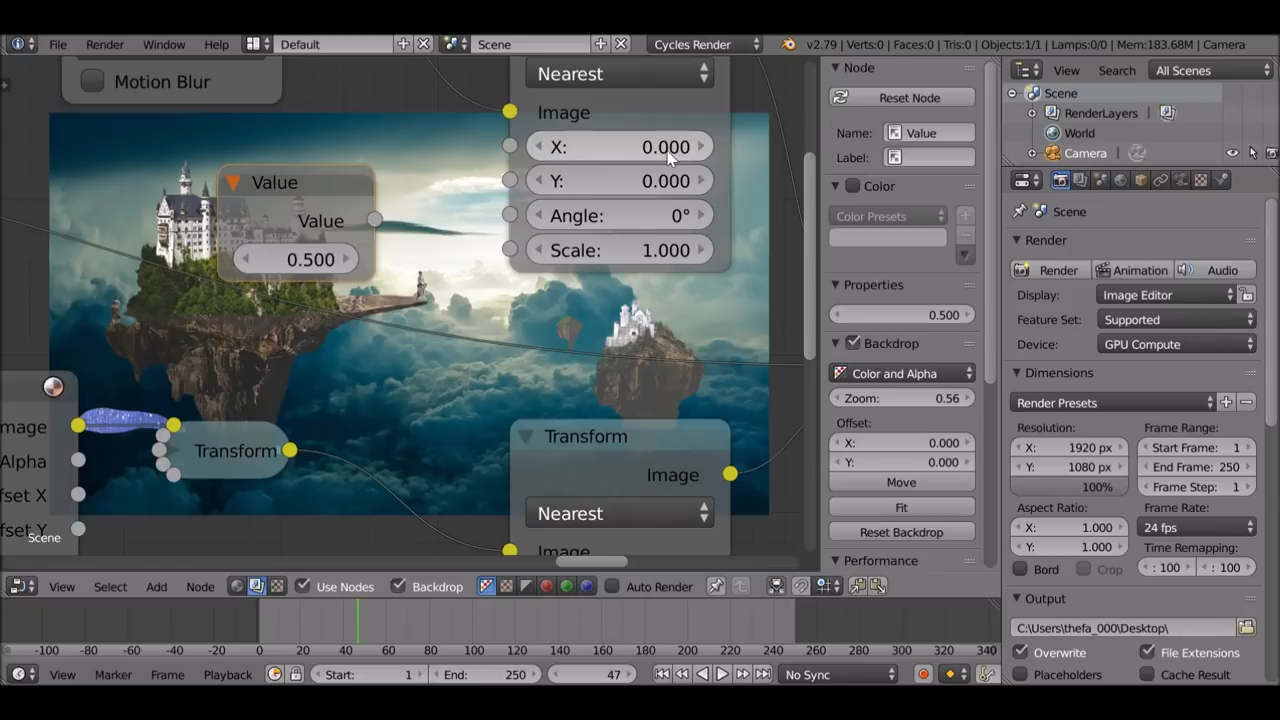 File Render Window Help Default Scene Cycles Render v2.79 | Verts:0 | Faces:0 | Tris:0 | Objects:1/1 | Lamps:0/0 | Mem:183.68M | Camera
Motion Blur
Nearest
Image
X: 0.000
Y: 0.000
Angle: 0°
Scale: 1.000
Value
Value
0.500
mage
Alpha
fset X
fset Y
Scene
Transform
Transform
Image
Nearest
Image
Node
Reset Node
Name: Value
Label:
Color
Color Presets
Properties
0.500
Backdrop
Color and Alpha
Zoom: 0.56
Offset:
X: 0.000
Y: 0.000
Move
Fit
Reset Backdrop
Performance
View Search All Scenes
Scene
RenderLayers |
World
Camera
Scene
Render
Render Animation Audio
Display: Image Editor
Feature Set: Supported
Device: GPU Compute
Dimensions
Render Presets
Resolution: Frame Range:
X: 1920 px Start Frame: 1
Y: 1080 px End Frame: 250
100% Frame Step: 1
Aspect Ratio: Frame Rate:
X: 1.000 24 fps
Y: 1.000 Time Remapping:
Bord Crop : 100 : 100
Output
C:\Users\thefa_000\Desktop\
Overwrite File Extensions
Placeholders Cache Result
View Select Add Node Use Nodes Backdrop Auto Render
-100 -80 -60 -40 -20 0 20 40 60 80 100 120 140 160 180 200 220 240 260 280 300 320 340
View Marker Frame Playback Start: 1 End: 250 47 No Sync